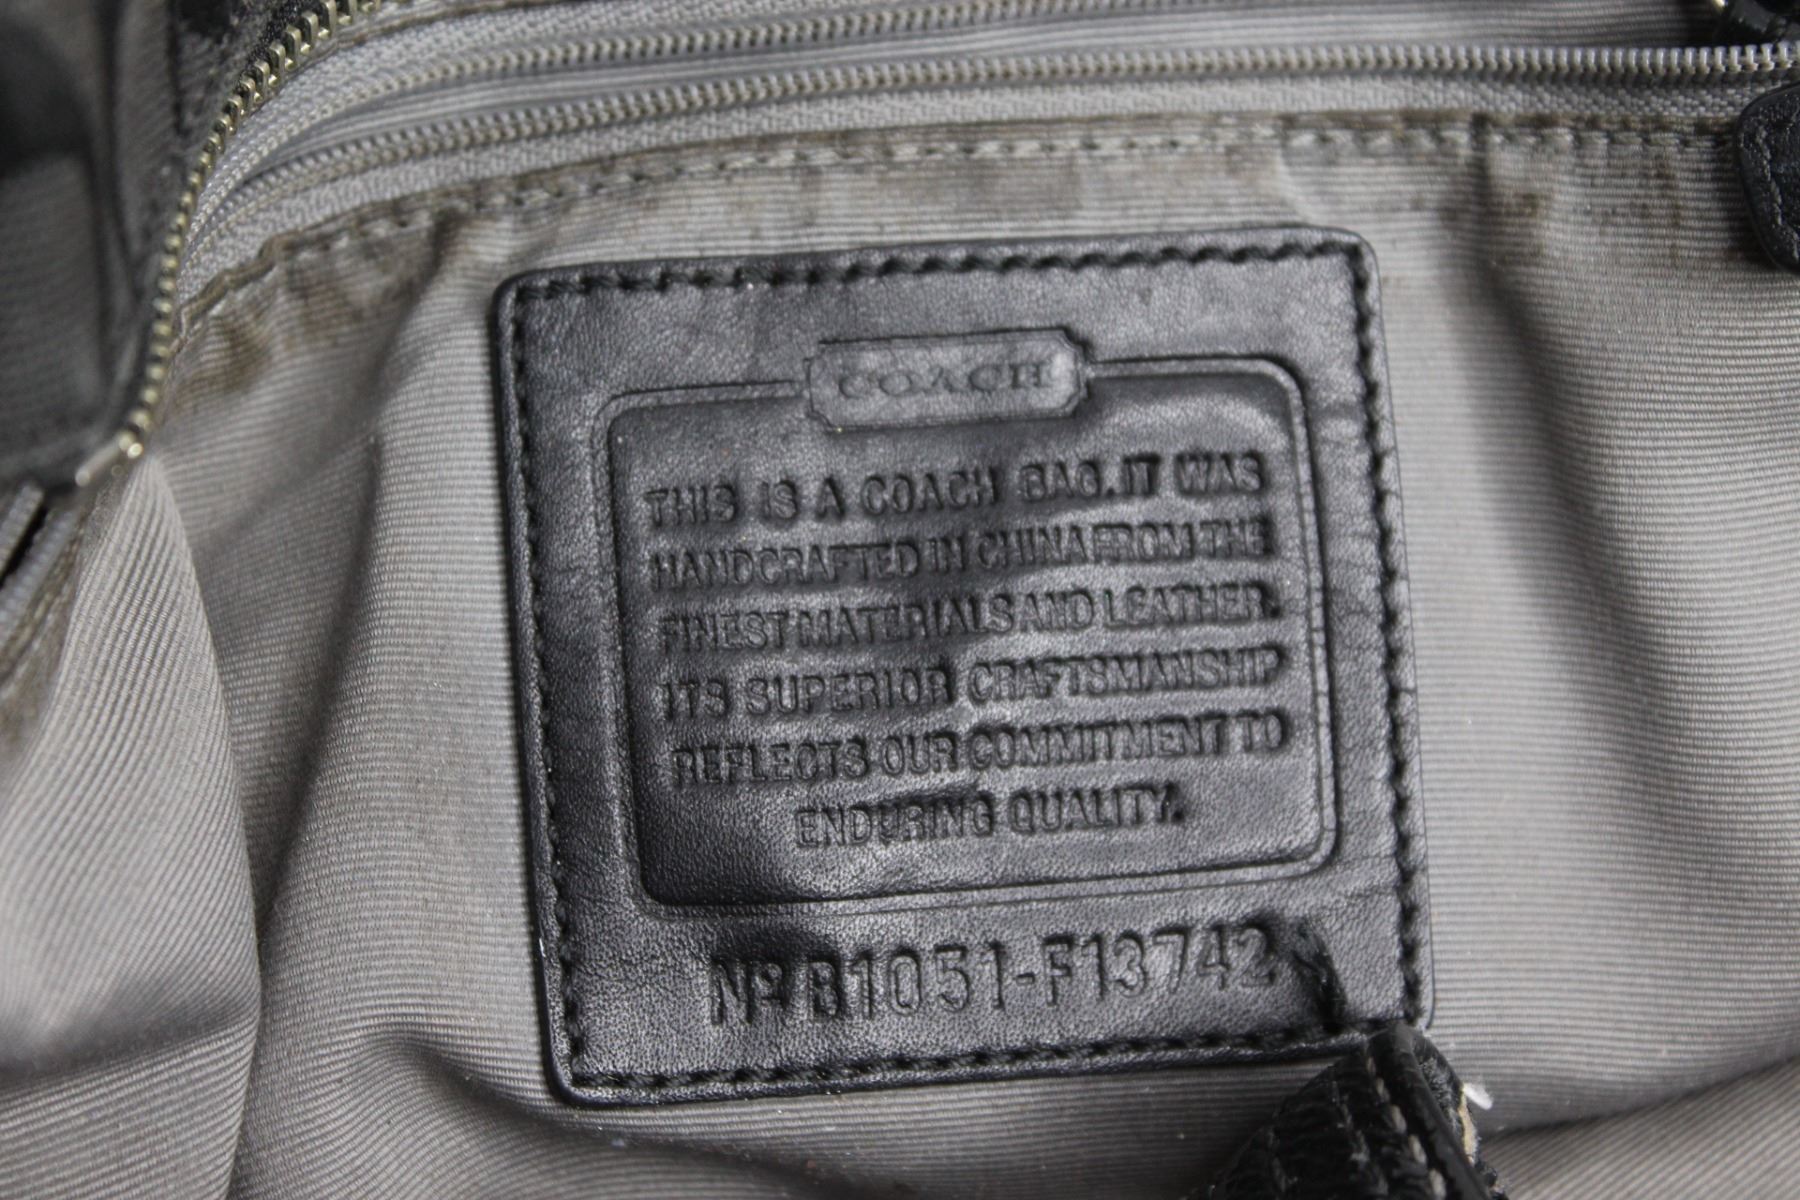 COACH
THIS IS A COACH BAG. IT WAS
HANDCRAFTED IN CHINA FROM THE
FINEST MATERIALS AND LEATHER.
ITS SUPERIOR CRAFTSMANSHIP
REFLECTS OUR COMMITMENT TO
ENDURING QUALITY.
Nº B1051-F13742